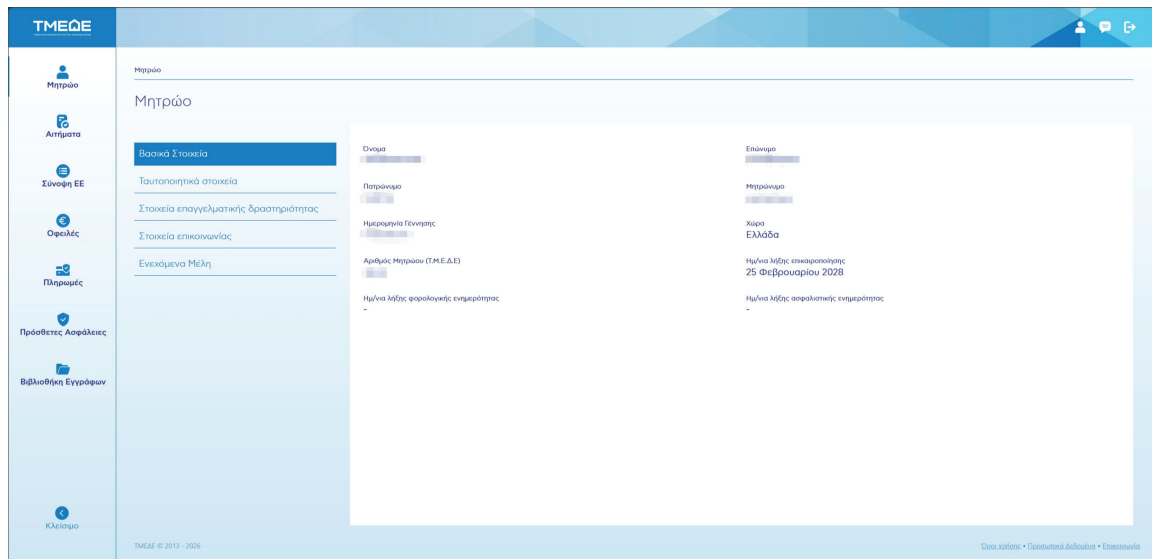 ΤΜΕΔΕ
Μητρώο
Αιτήματα
Σύνοψη ΕΕ
Οφειλές
Πληρωμές
Πρόσθετες Ασφάλειες
Βιβλιοθήκη Εγγράφων
Κλείσιμο
Μητρώο
Μητρώο
Βασικά Στοιχεία
Ταυτοποιητικά στοιχεία
Στοιχεία επαγγελματικής δραστηριότητας
Στοιχεία επικοινωνίας
Ενεχόμενα Μέλη
Όνομα
Επώνυμο
Πατρώνυμο
Μητρώνυμο
Ημερομηνία Γέννησης
Χώρα
Ελλάδα
Αριθμός Μητρώου (Τ.Μ.Ε.Δ.Ε)
Ημ/νια λήξης επικαιροποίησης
25 Φεβρουαρίου 2028
Ημ/νια λήξης φορολογικής ενημερότητας
-
Ημ/νια λήξης ασφαλιστικής ενημερότητας
-
ΤΜΕΔΕ © 2013 - 2026
Όροι χρήσης • Προσωπικά Δεδομένα • Επικοινωνία